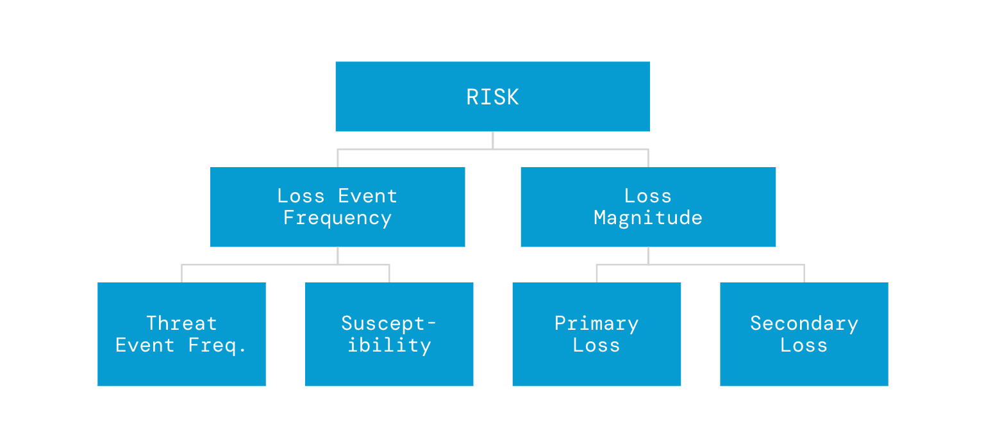 RISK
Loss Event
Frequency
Loss
Magnitude
Threat
Event Freq.
Suscept-
ibility
Primary
Loss
Secondary
Loss